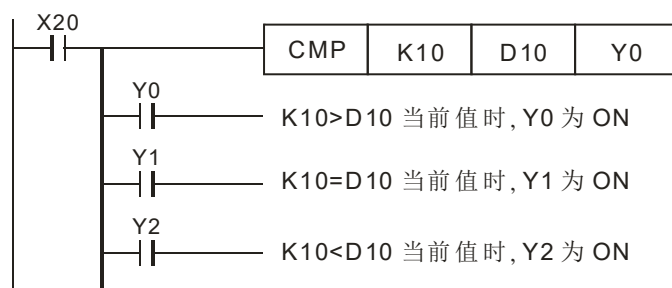 X20
CMP K10 D10 Y0
Y0
K10>D10 当前值时,Y0 为 ON
Y1
K10=D10 当前值时,Y1 为 ON
Y2
K10<D10 当前值时,Y2 为 ON